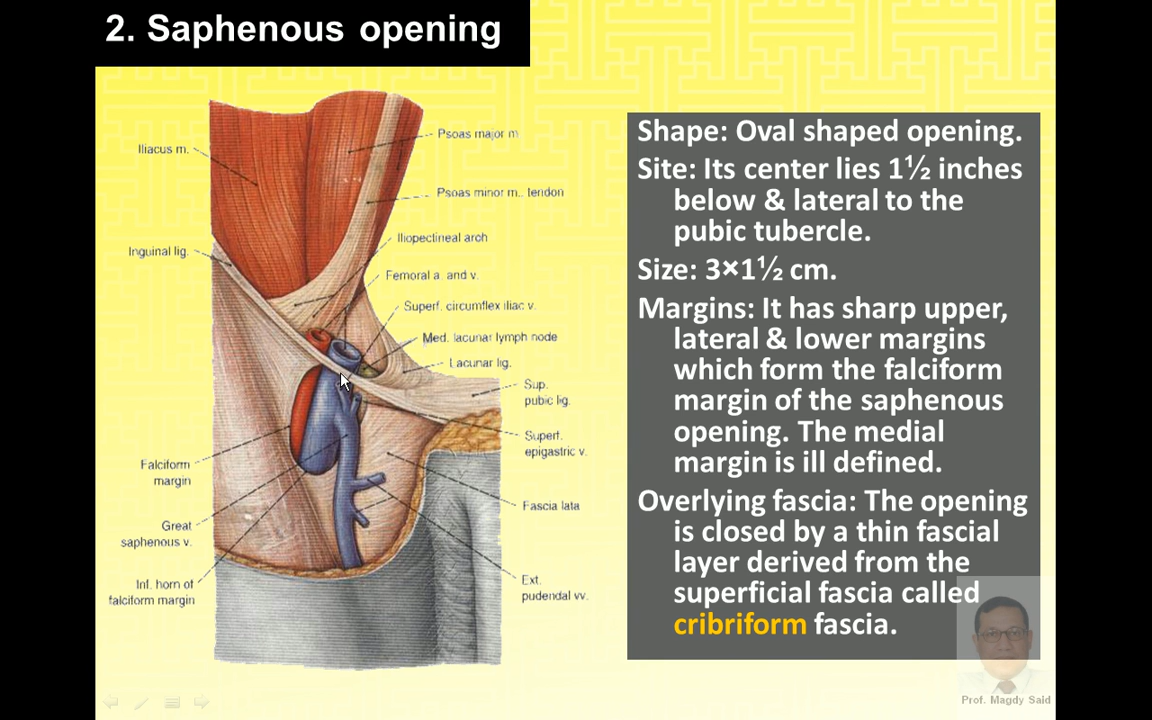 2. Saphenous opening
Iliacus m.
Psoas major m
Psoas minor m.. tendon
Inguinal lig.
Iliopectineal arch
Femoral a. and v.
Superf. circumflex iliac v.
Med. lacunar lymph node
Lacunar lig.
Sup.
pubic lig.
Superf.
epigastric v.
Falciform
margin
Fascia lata
Great
saphenous v.
Inf. horn of
falciform margin
Ext.
pudendal vv.
Shape: Oval shaped opening.
Site: Its center lies 1½ inches
below & lateral to the
pubic tubercle.
Size: 3×1½ cm.
Margins: It has sharp upper,
lateral & lower margins
which form the falciform
margin of the saphenous
opening. The medial
margin is ill defined.
Overlying fascia: The opening
is closed by a thin fascial
layer derived from the
superficial fascia called
cribriform fascia.
Prof. Magdy Said